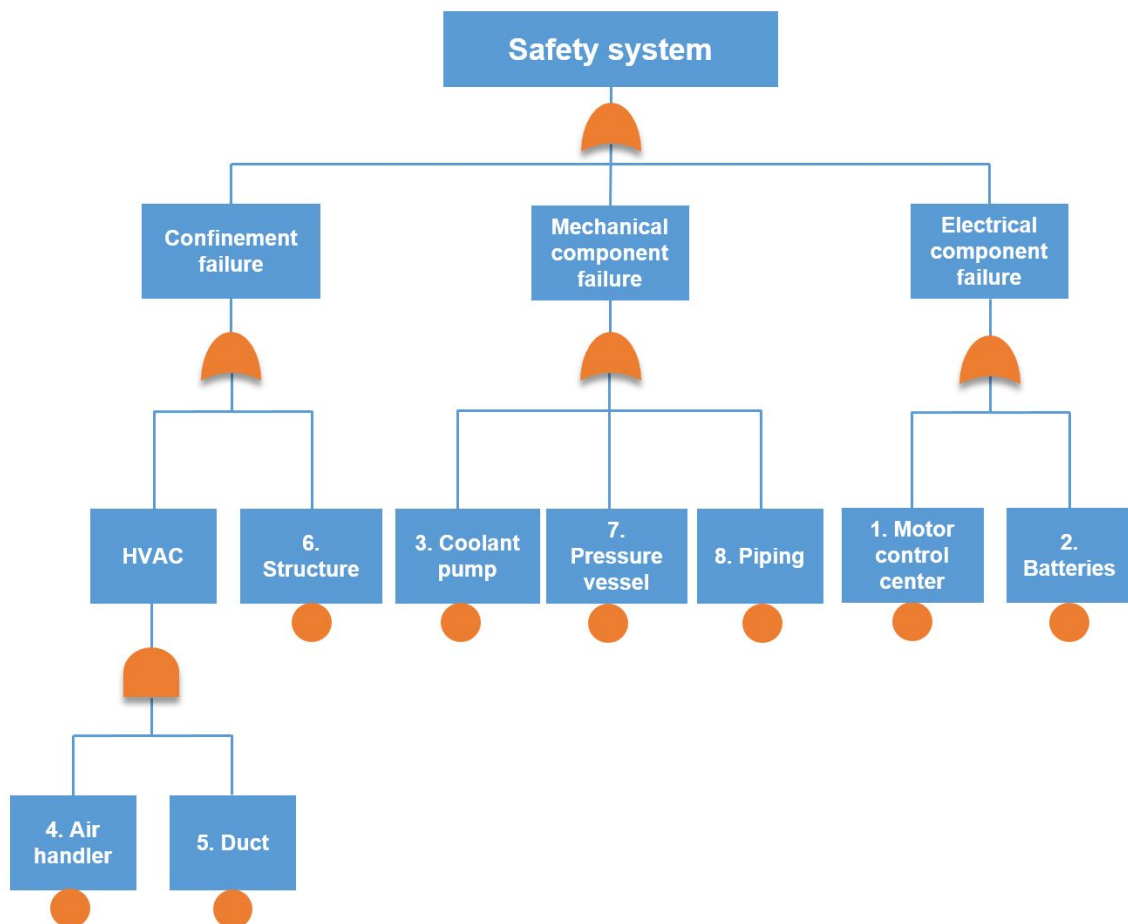 Safety system
Confinement
failure
Mechanical
component
failure
Electrical
component
failure
HVAC
6.
Structure
3. Coolant
pump
7.
Pressure
vessel
8. Piping
1. Motor
control
center
2.
Batteries
4. Air
handler
5. Duct